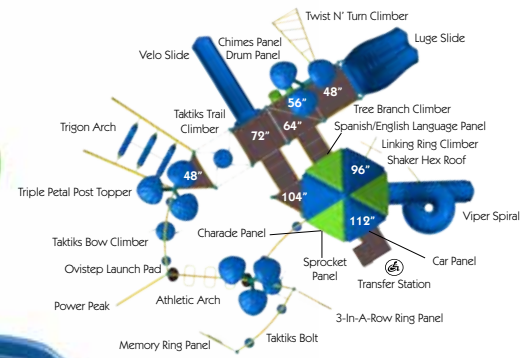 Twist N' Turn Climber
Chimes Panel
Drum Panel
Luge Slide
Velo Slide
48"
56"
Tree Branch Climber
Taktiks Trail
Climber
64"
72"
Spanish/English Language Panel
Trigon Arch
Linking Ring Climber
Shaker Hex Roof
96"
48"
Triple Petal Post Topper
104"
112"
Viper Spiral
Charade Panel
Taktiks Bow Climber
Sprocket
Panel
Car Panel
Ovistep Launch Pad
Transfer Station
Power Peak
Athletic Arch
3-In-A-Row Ring Panel
Memory Ring Panel
Taktiks Bolt